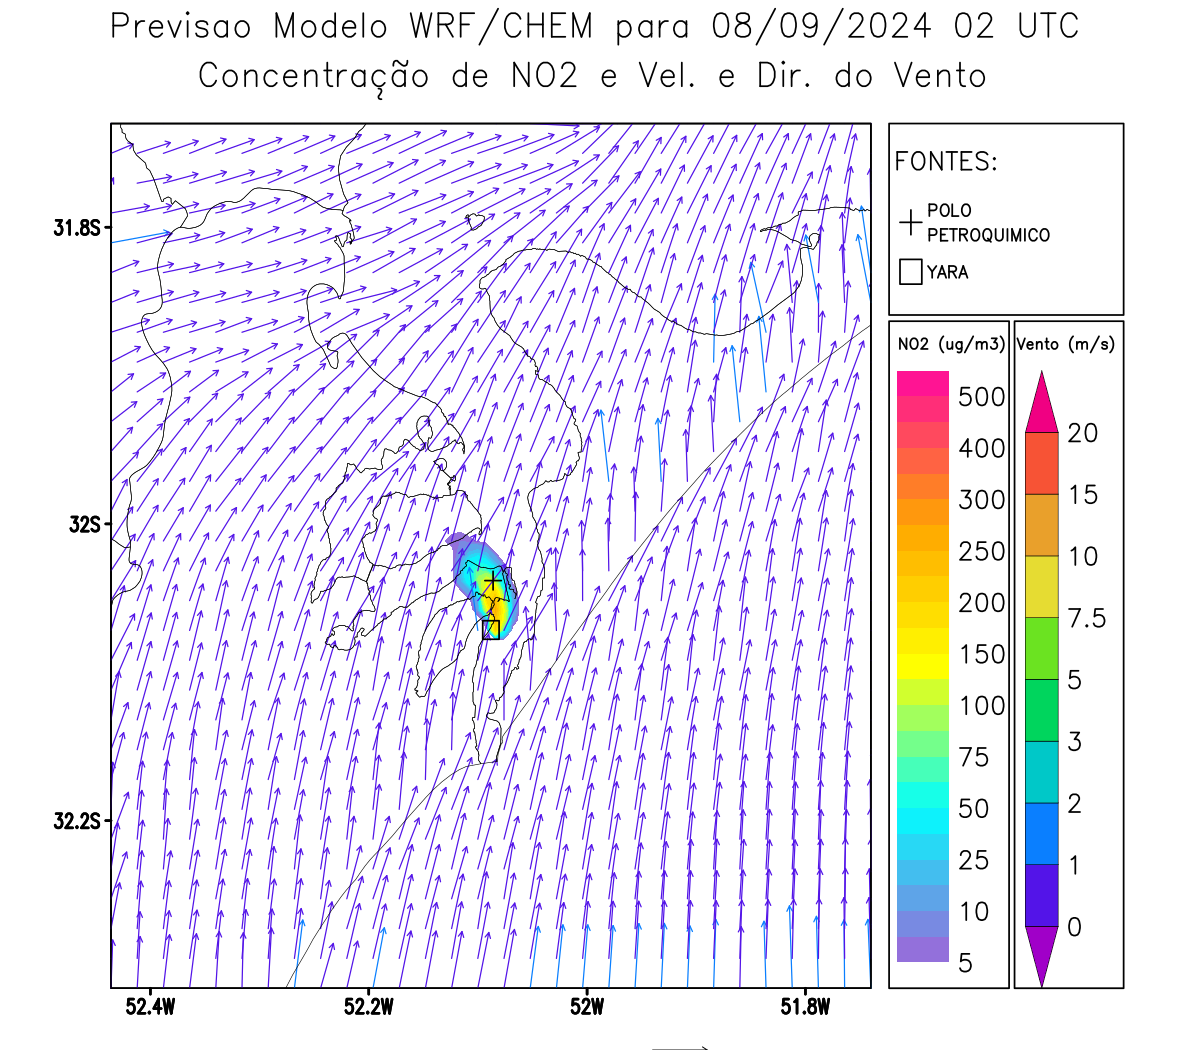 Previsao Modelo WRF/CHEM para 08/09/2024 02 UTC
Concentração de NO2 e Vel. e Dir. do Vento
FONTES:
POLO
PETROQUIMICO
YARA
31.8S
32S
32.2S
52.4W
52.2W
52W
51.8W
NO2 (ug/m3)
500
400
300
250
200
150
100
75
50
25
10
5
Vento (m/s)
20
15
10
7.5
5
3
2
1
0